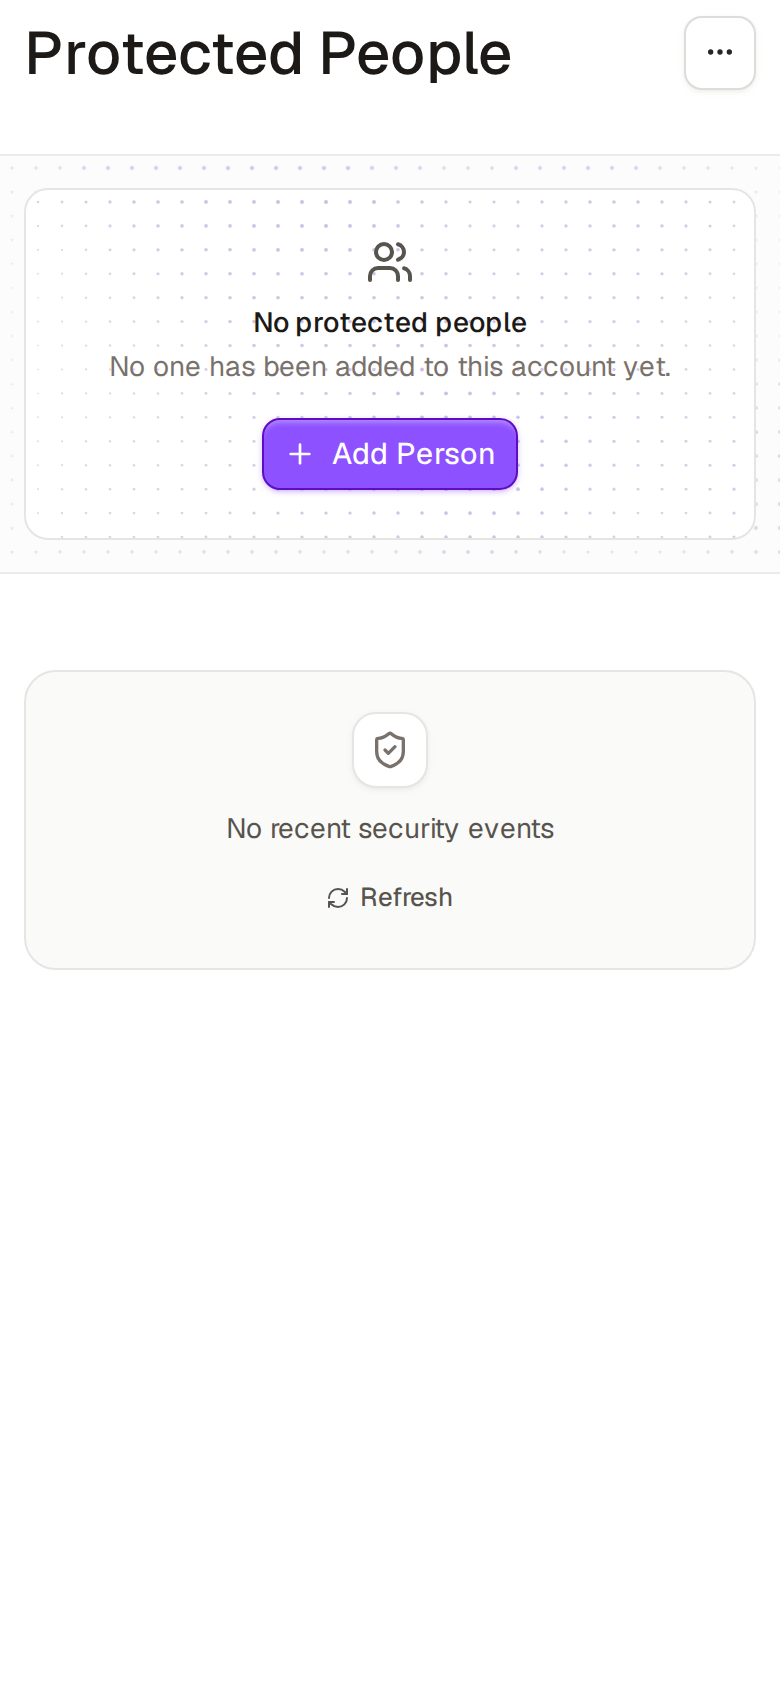 Protected People
No protected people
No one has been added to this account yet.
Add Person
No recent security events
Refresh